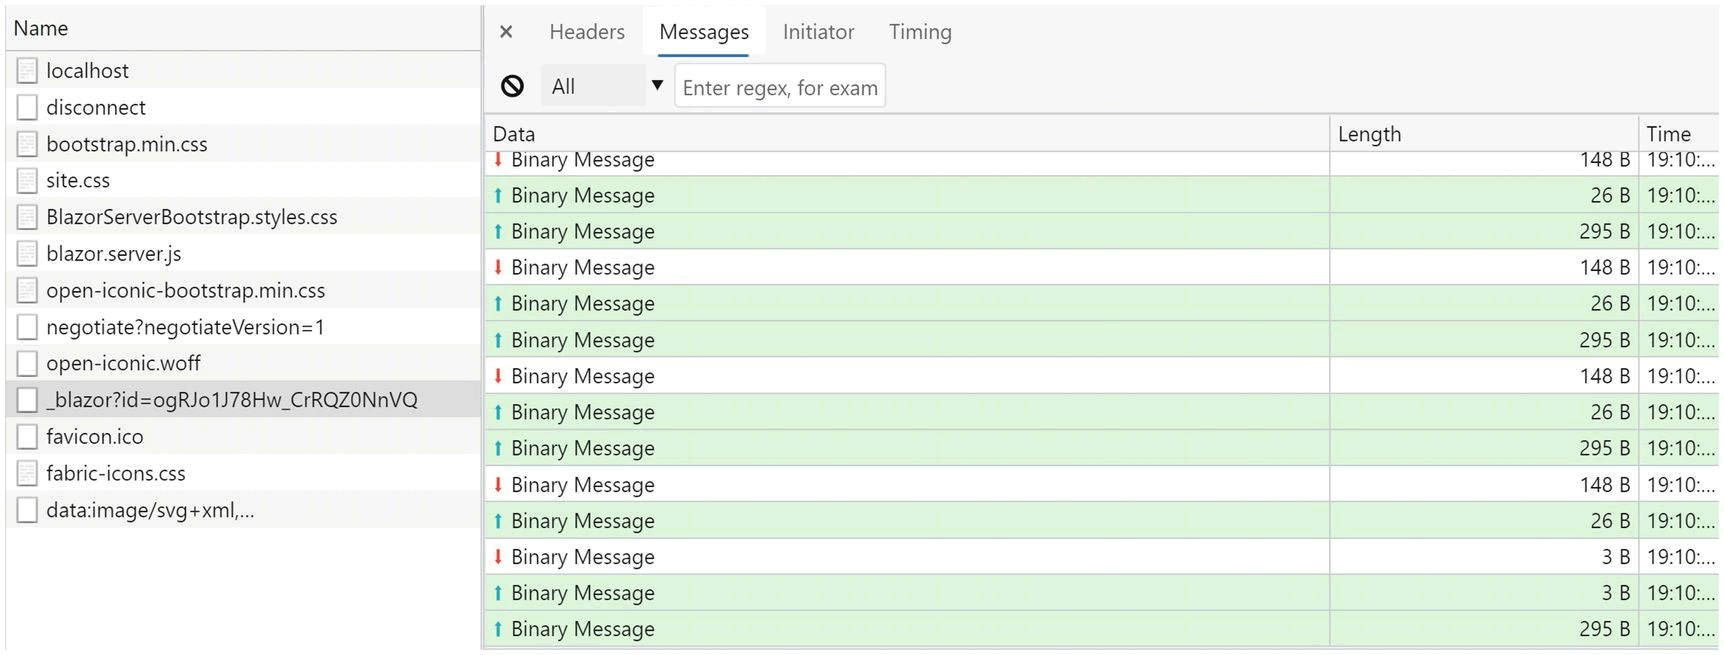 Name
localhost
disconnect
bootstrap.min.css
site.css
BlazorServerBootstrap.styles.css
blazor.server.js
open-iconic-bootstrap.min.css
negotiate?negotiateVersion=1
open-iconic.woff
_blazor?id=ogRJo1J78Hw_CrRQZ0NnVQ
favicon.ico
fabric-icons.css
data:image/svg+xml,...
× Headers Messages Initiator Timing
All ▼ Enter regex, for exam
Data Length Time
Binary Message 148 B 19:10:...
Binary Message 26 B 19:10:...
Binary Message 295 B 19:10:...
Binary Message 148 B 19:10:...
Binary Message 26 B 19:10:...
Binary Message 295 B 19:10:...
Binary Message 148 B 19:10:...
Binary Message 26 B 19:10:...
Binary Message 295 B 19:10:...
Binary Message 148 B 19:10:...
Binary Message 26 B 19:10:...
Binary Message 3 B 19:10:...
Binary Message 3 B 19:10:...
Binary Message 295 B 19:10:...